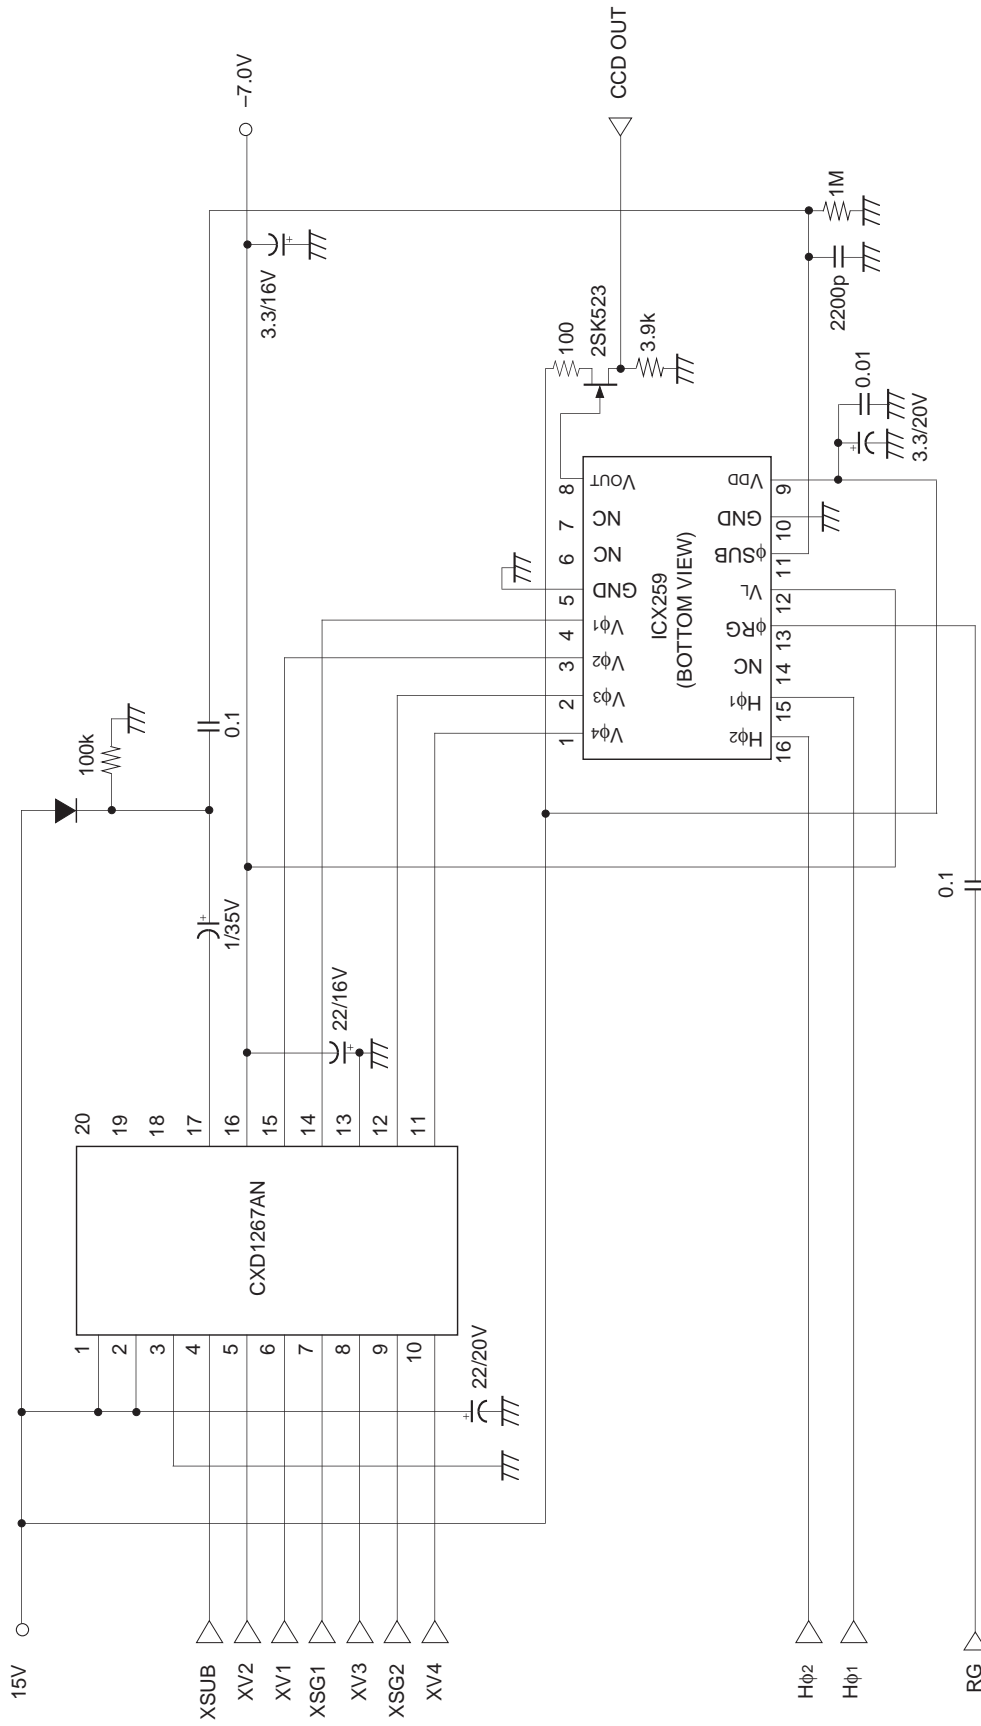 15V
XSUB
XV2
XV1
XSG1
XV3
XSG2
XV4
Hϕ2
Hϕ1
RG
22/20V
1
2
3
4
5
6
7
8
9
10
CXD1267AN
20
19
18
17
16
15
14
13
12
11
22/16V
+
1/35V
+
100k
0.1
3.3/16V
+
−7.0V
+
0.1
1
2
3
4
5
6
7
8
Vϕ4
Vϕ3
Vϕ2
Vϕ1
GND
NC
NC
VOUT
ICX259
(BOTTOM VIEW)
Hϕ2
Hϕ1
NC
ϕRG
VL
ϕSUB
GND
VDD
16
15
14
13
12
11
10
9
100
2SK523
3.9k
CCD OUT
+
3.3/20V
0.01
2200p
1M